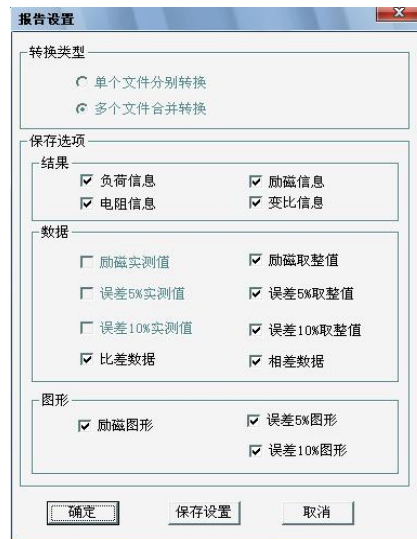 报告设置
转换类型
单个文件分别转换
多个文件合并转换
保存选项
结果
负荷信息 励磁信息
电阻信息 变比信息
数据
励磁实测值 励磁取整值
误差5%实测值 误差5%取整值
误差10%实测值 误差10%取整值
比差数据 相差数据
图形
励磁图形 误差5%图形
误差10%图形
确定 保存设置 取消